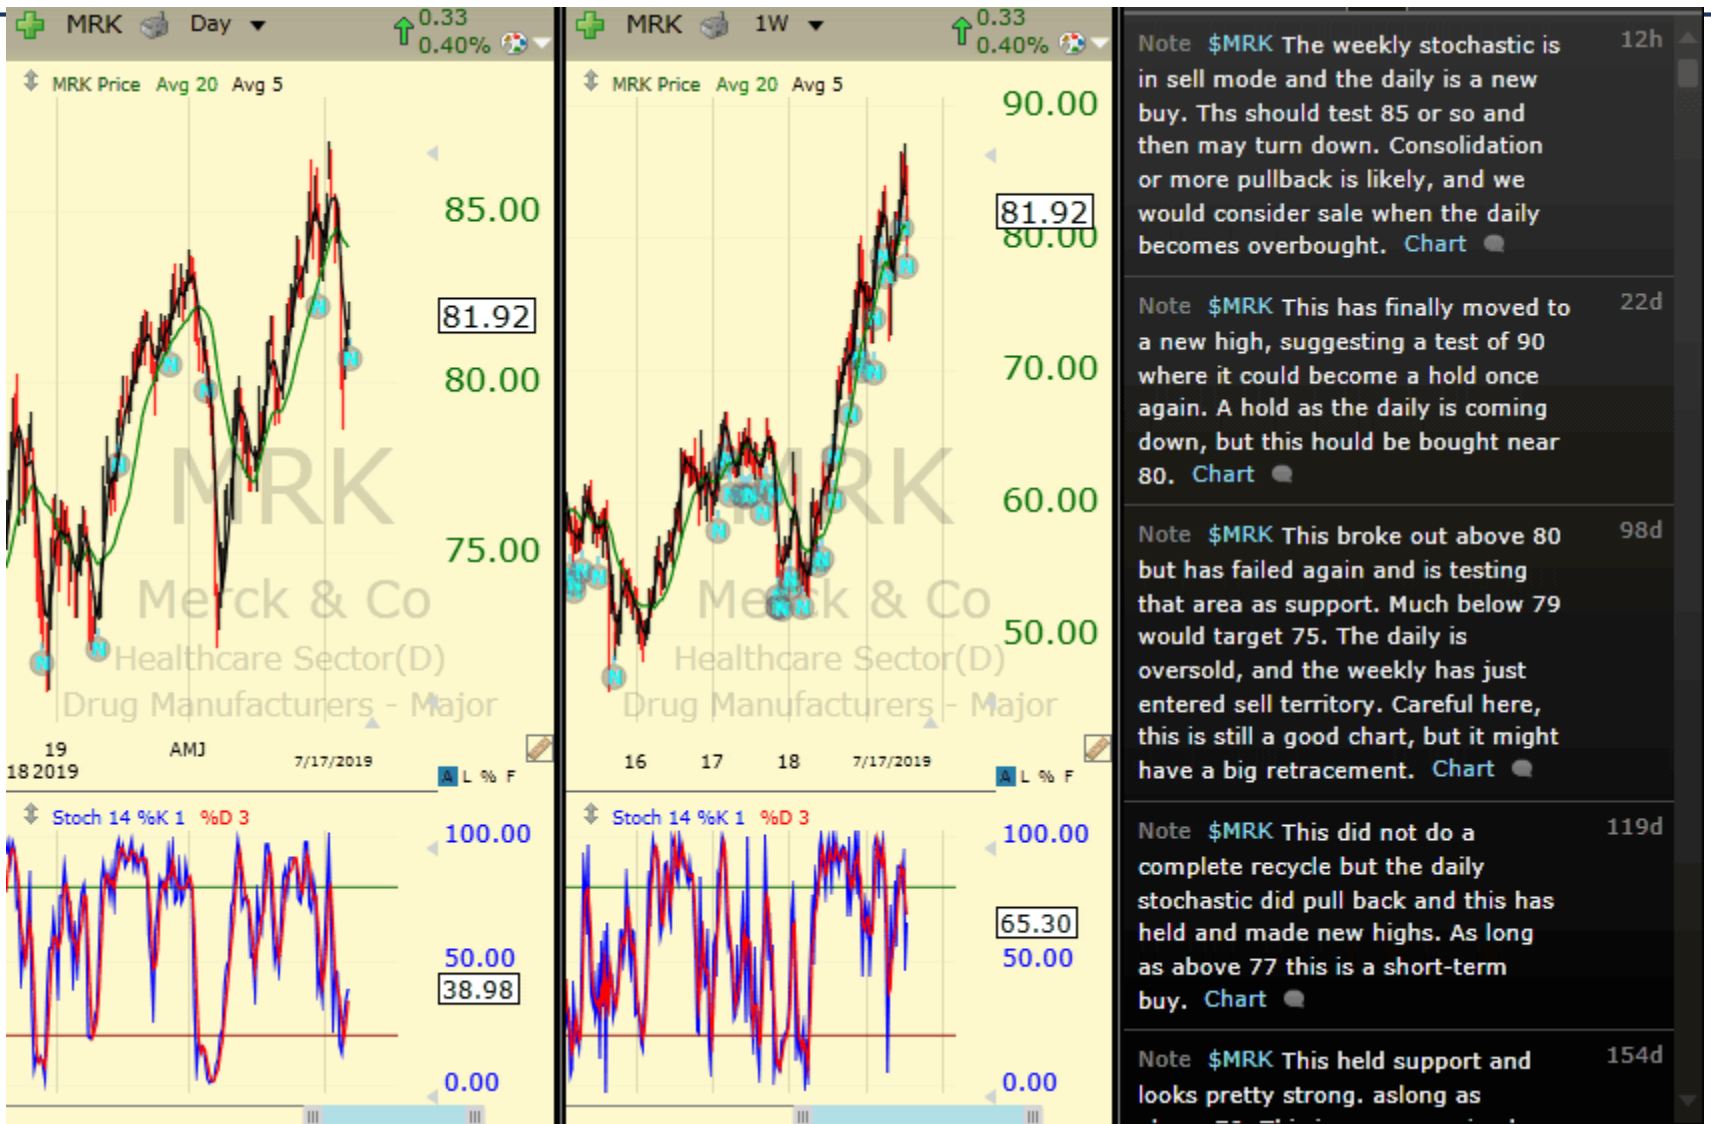 MRK Day 0.33
0.40%
MRK Price Avg 20 Avg 5
85.00
81.92
80.00
75.00
MRK
Merck & Co
Healthcare Sector(D)
Drug Manufacturers - Major
19 AMJ 7/17/2019
18 2019
A L % F
Stoch 14 %K 1 %D 3
100.00
50.00
38.98
0.00
MRK 1W 0.33
0.40%
MRK Price Avg 20 Avg 5
90.00
81.92
80.00
70.00
60.00
50.00
MRK
Merck & Co
Healthcare Sector(D)
Drug Manufacturers - Major
16 17 18 7/17/2019
A L % F
Stoch 14 %K 1 %D 3
100.00
65.30
50.00
0.00
Note $MRK The weekly stochastic is 12h
in sell mode and the daily is a new
buy. Ths should test 85 or so and
then may turn down. Consolidation
or more pullback is likely, and we
would consider sale when the daily
becomes overbought. Chart
Note $MRK This has finally moved to 22d
a new high, suggesting a test of 90
where it could become a hold once
again. A hold as the daily is coming
down, but this hould be bought near
80. Chart
Note $MRK This broke out above 80 98d
but has failed again and is testing
that area as support. Much below 79
would target 75. The daily is
oversold, and the weekly has just
entered sell territory. Careful here,
this is still a good chart, but it might
have a big retracement. Chart
Note $MRK This did not do a 119d
complete recycle but the daily
stochastic did pull back and this has
held and made new highs. As long
as above 77 this is a short-term
buy. Chart
Note $MRK This held support and 154d
looks pretty strong. aslong as